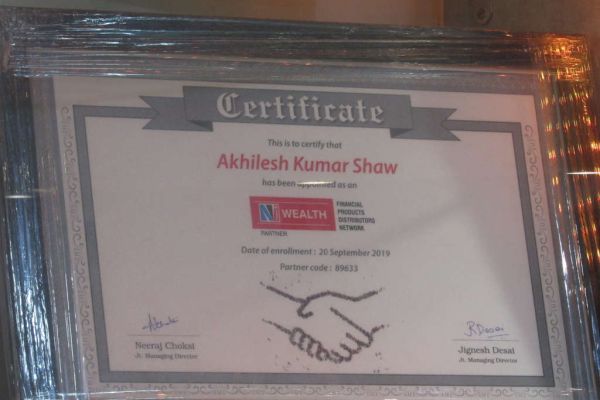 Certificate
This is to certify that
Akhilesh Kumar Shaw
has been appointed as an
NJ WEALTH
PARTNER
FINANCIAL
PRODUCTS
DISTRIBUTORS
NETWORK
Date of enrollment : 20 September 2019
Partner code : 89633
Neeraj Choksi
Jt. Managing Director
RDesai
Jignesh Desai
Jt. Managing Director